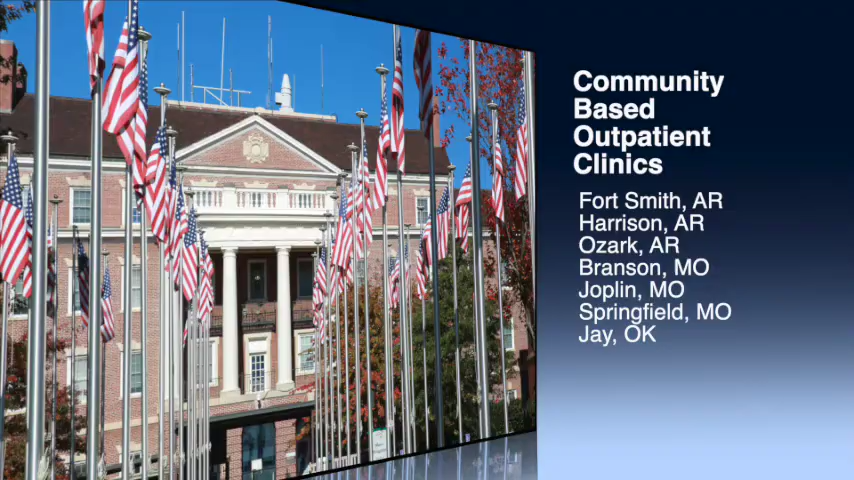 Community
Based
Outpatient
Clinics
Fort Smith, AR
Harrison, AR
Ozark, AR
Branson, MO
Joplin, MO
Springfield, MO
Jay, OK